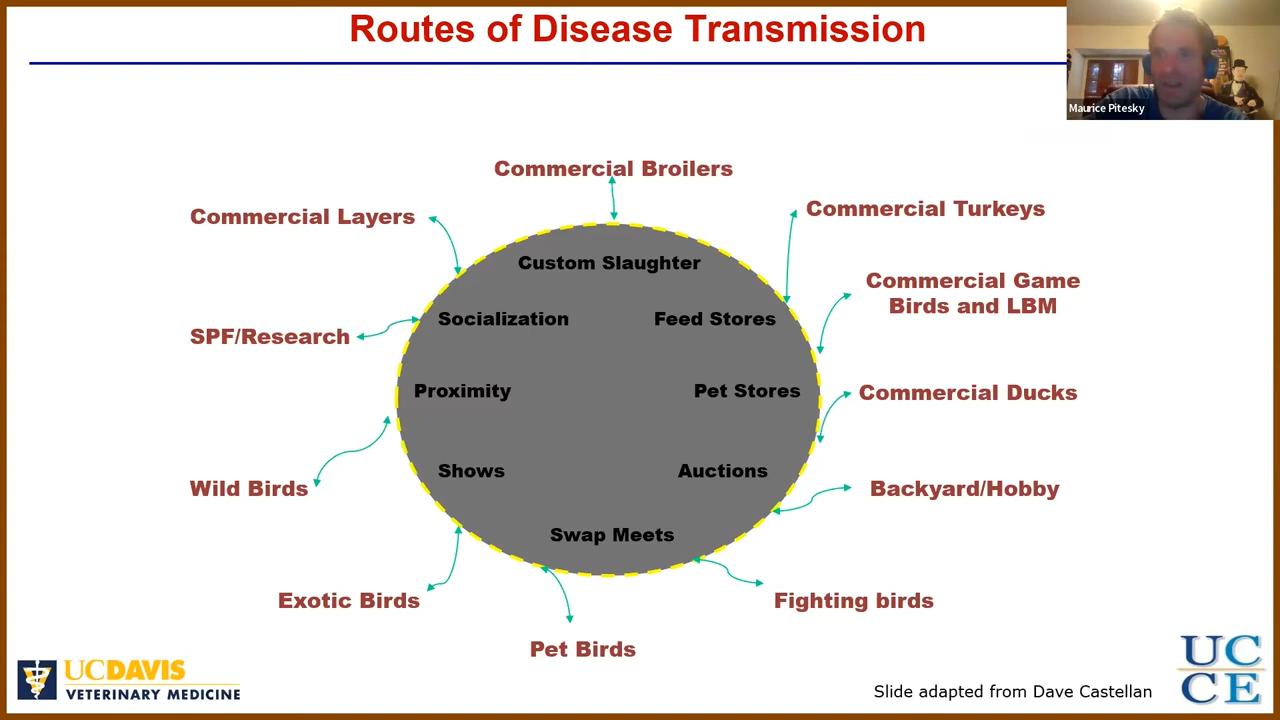 Routes of Disease Transmission
Maurice Pitesky
Commercial Broilers
Commercial Layers
Commercial Turkeys
Custom Slaughter
Commercial Game
Birds and LBM
Socialization
Feed Stores
SPF/Research
Proximity
Pet Stores
Commercial Ducks
Shows
Auctions
Wild Birds
Backyard/Hobby
Swap Meets
Exotic Birds
Fighting birds
Pet Birds
UCDAVIS
VETERINARY MEDICINE
Slide adapted from Dave Castellan
UC
CE